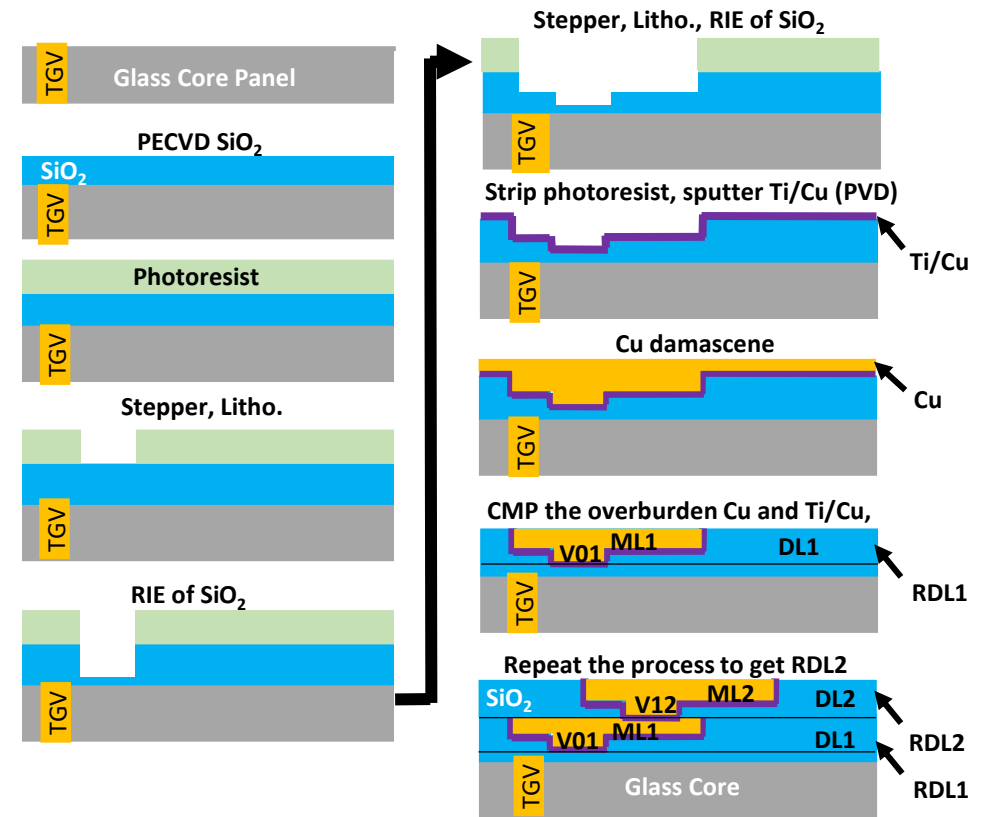 TGV
Glass Core Panel
PECVD SiO₂
SiO₂
TGV
Photoresist
TGV
Stepper, Litho.
TGV
RIE of SiO₂
TGV
Stepper, Litho., RIE of SiO₂
TGV
Strip photoresist, sputter Ti/Cu (PVD)
Ti/Cu
TGV
Cu damascene
Cu
TGV
CMP the overburden Cu and Ti/Cu,
V01 ML1 DL1
RDL1
TGV
Repeat the process to get RDL2
SiO₂ V12 ML2 DL2
RDL2
V01 ML1 DL1
RDL1
TGV
Glass Core